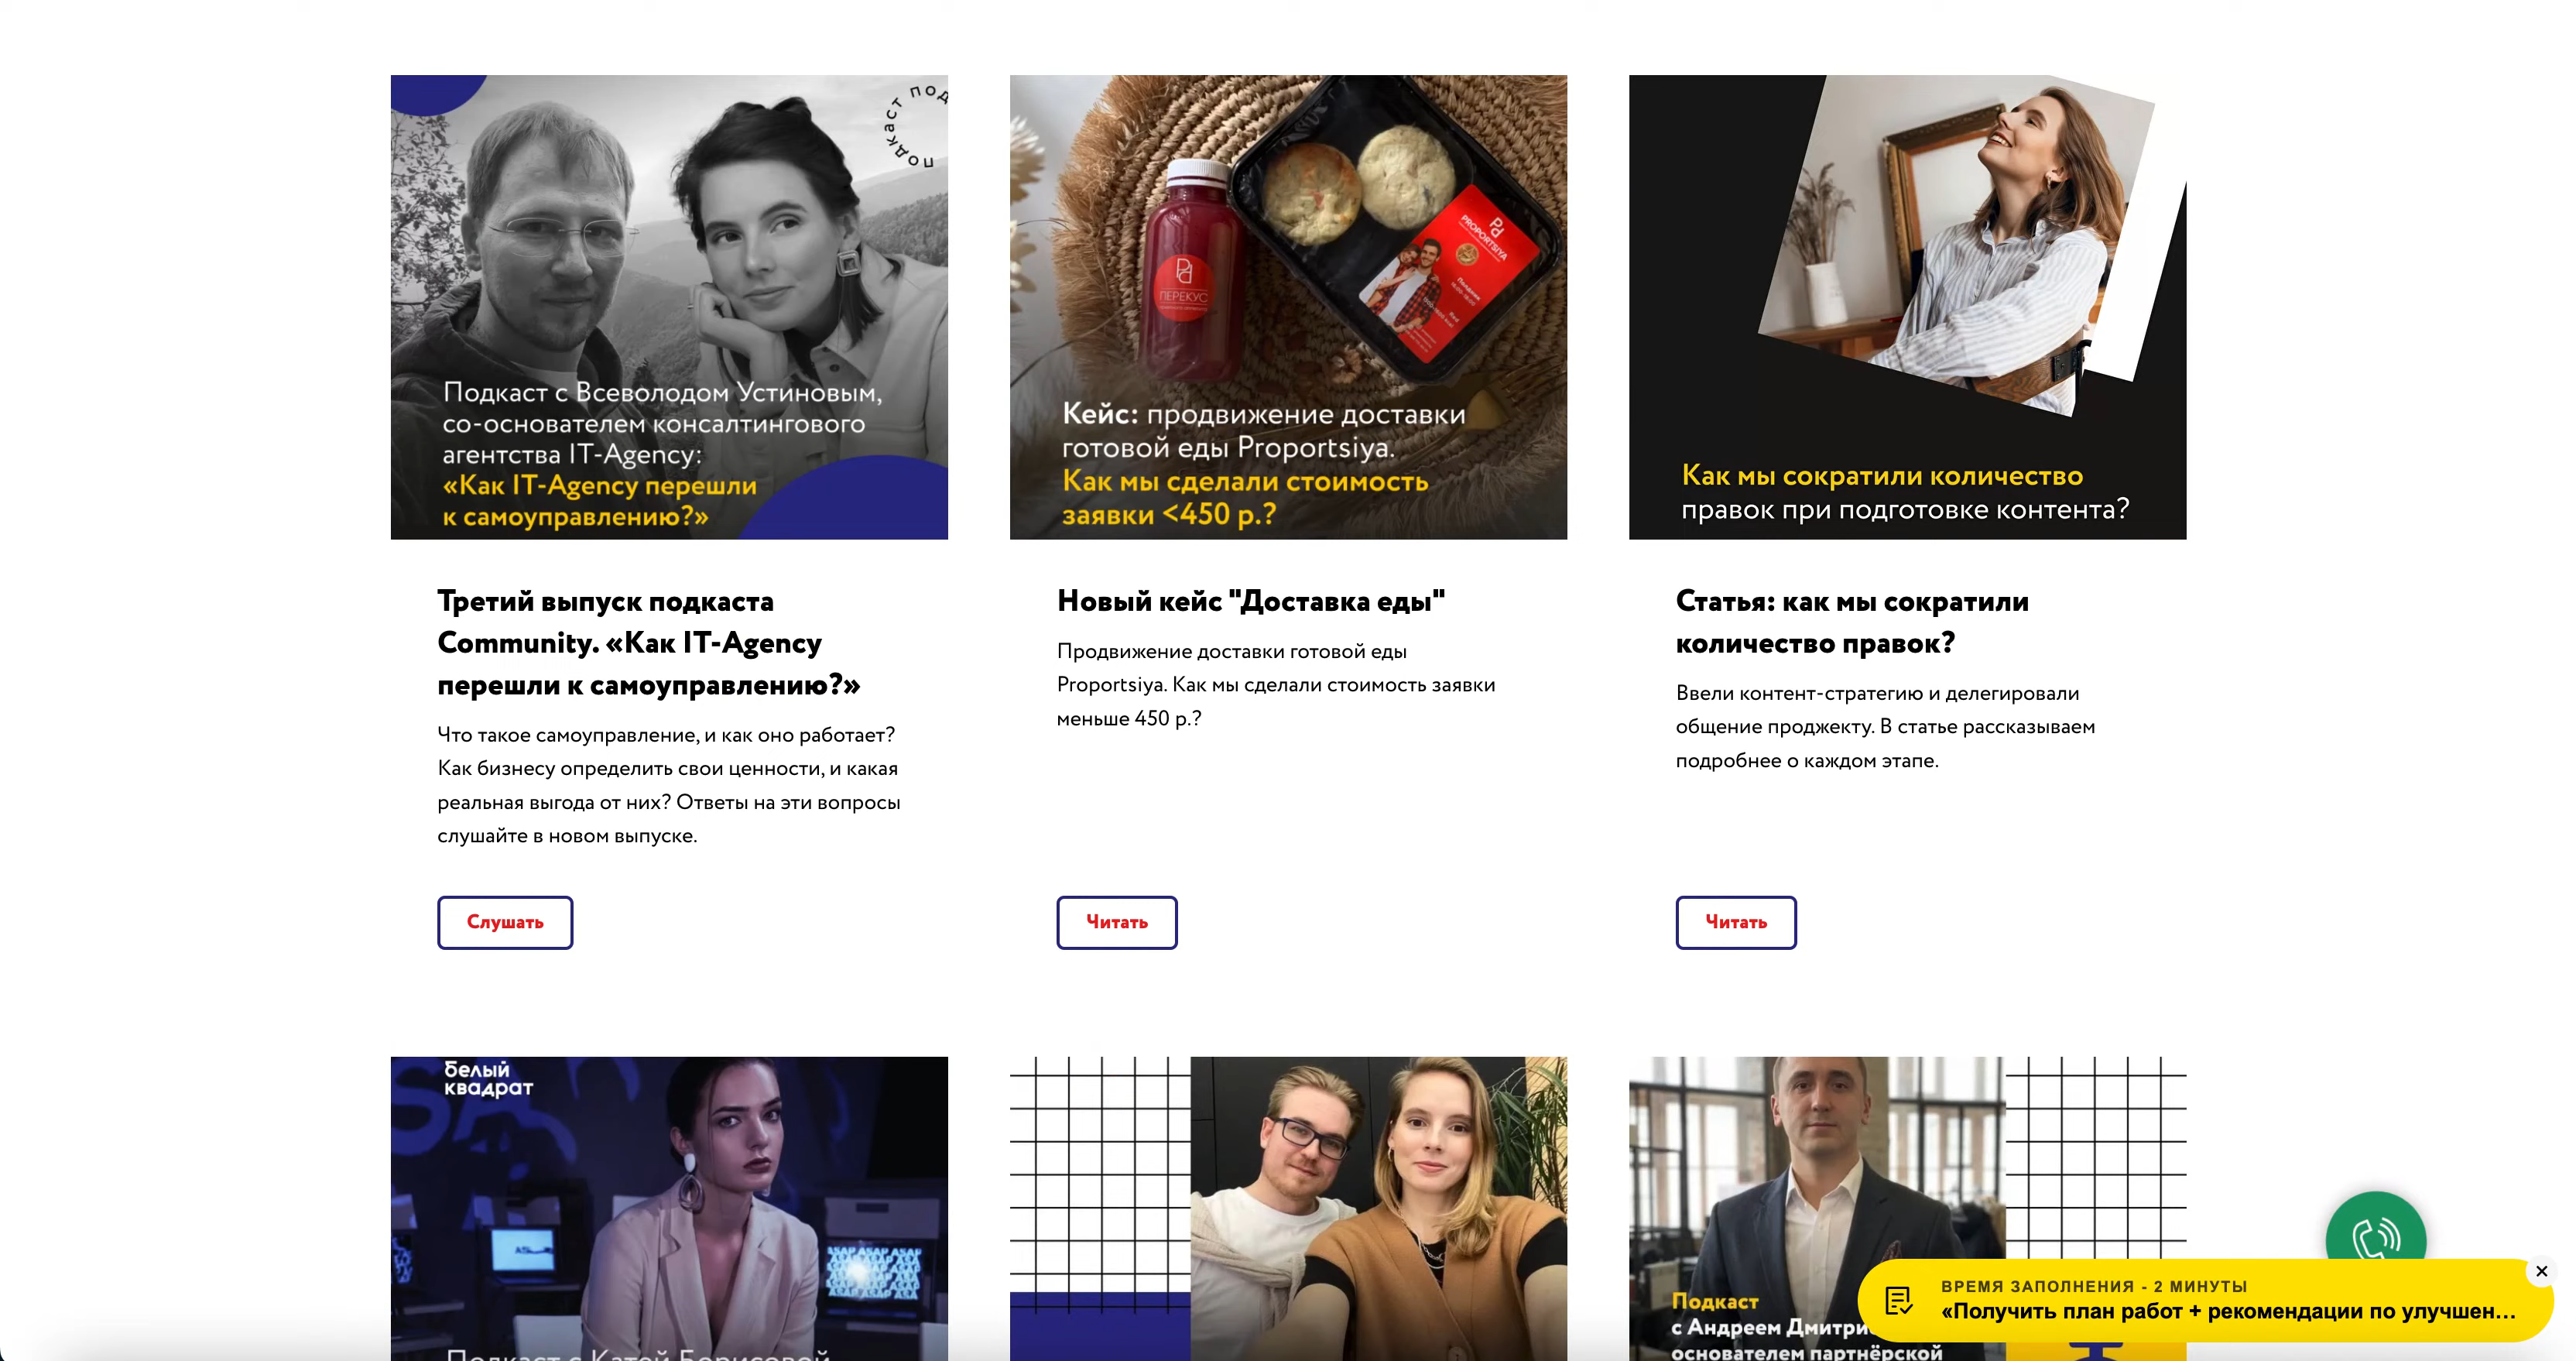 подкаст под
Подкаст с Всеволодом Устиновым,
со-основателем консалтингового
агентства IT-Agency:
«Как IT-Agency перешли
к самоуправлению?»
PROPORTSIYA
ПЕРЕКУС
Кейс: продвижение доставки
готовой еды Proportsiya.
Как мы сделали стоимость
заявки <450 р.?
Как мы сократили количество
правок при подготовке контента?
Третий выпуск подкаста
Community. «Как IT-Agency
перешли к самоуправлению?»
Что такое самоуправление, и как оно работает?
Как бизнесу определить свои ценности, и какая
реальная выгода от них? Ответы на эти вопросы
слушайте в новом выпуске.
Слушать
Новый кейс "Доставка еды"
Продвижение доставки готовой еды
Proportsiya. Как мы сделали стоимость заявки
меньше 450 р.?
Читать
Статья: как мы сократили
количество правок?
Ввели контент-стратегию и делегировали
общение проджекту. В статье рассказываем
подробнее о каждом этапе.
Читать
белый
квадрат
ASAP ASAP ASAP
Подкаст с Катей Борисовой
Подкаст
с Андреем Дмитри
основателем партнёрской
ВРЕМЯ ЗАПОЛНЕНИЯ - 2 МИНУТЫ
«Получить план работ + рекомендации по улучшен...